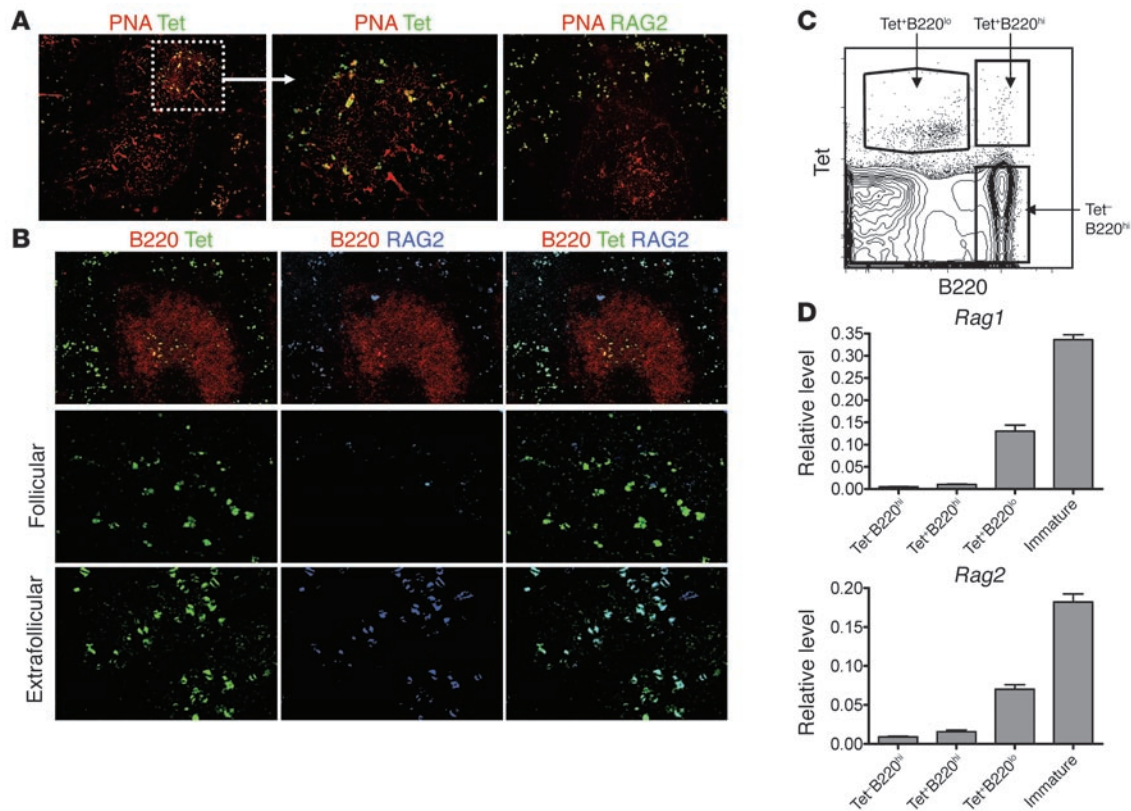 A
PNA Tet
PNA Tet
PNA RAG2
B
B220 Tet
B220 RAG2
B220 Tet RAG2
Follicular
Extrafollicular
C
Tet⁺B220ˡᵒ
Tet⁺B220ʰⁱ
Tet
Tet⁻
B220ʰⁱ
B220
D
Rag1
Relative level
0.35
0.30
0.25
0.20
0.15
0.10
0.05
0.00
Tet⁻B220ʰⁱ
Tet⁺B220ʰⁱ
Tet⁺B220ˡᵒ
Immature
Rag2
Relative level
0.20
0.15
0.10
0.05
0.00
Tet⁻B220ʰⁱ
Tet⁺B220ʰⁱ
Tet⁺B220ˡᵒ
Immature